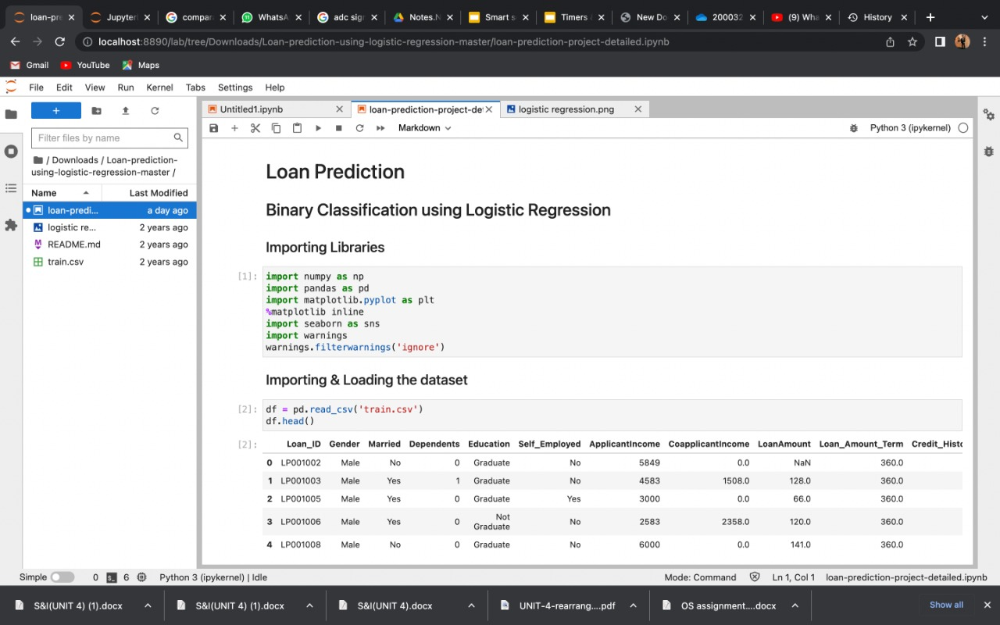 loan-pre
Jupyter
compar
WhatsA
adc sig
Notes.N
Smart s
Timers &
New Do
200032
(9) Wha
History
localhost:8890/lab/tree/Downloads/Loan-prediction-using-logistic-regression-master/loan-prediction-project-detailed.ipynb
Gmail YouTube Maps
File Edit View Run Kernel Tabs Settings Help
Untitled1.ipynb loan-prediction-project-de logistic regression.png
Markdown Python 3 (ipykernel)
Filter files by name
/ Downloads / Loan-prediction-
using-logistic-regression-master /
Name Last Modified
loan-predi... a day ago
logistic re... 2 years ago
README.md 2 years ago
train.csv 2 years ago
Loan Prediction
Binary Classification using Logistic Regression
Importing Libraries
[1]: import numpy as np
import pandas as pd
import matplotlib.pyplot as plt
%matplotlib inline
import seaborn as sns
import warnings
warnings.filterwarnings('ignore')
Importing & Loading the dataset
[2]: df = pd.read_csv('train.csv')
df.head()
[2]: Loan_ID Gender Married Dependents Education Self_Employed ApplicantIncome CoapplicantIncome LoanAmount Loan_Amount_Term Credit_Histo
0 LP001002 Male No 0 Graduate No 5849 0.0 NaN 360.0
1 LP001003 Male Yes 1 Graduate No 4583 1508.0 128.0 360.0
2 LP001005 Male Yes 0 Graduate Yes 3000 0.0 66.0 360.0
3 LP001006 Male Yes 0 Not Graduate No 2583 2358.0 120.0 360.0
4 LP001008 Male No 0 Graduate No 6000 0.0 141.0 360.0
Simple 0 6 Python 3 (ipykernel) | Idle Mode: Command Ln 1, Col 1 loan-prediction-project-detailed.ipynb
S&I(UNIT 4) (1).docx S&I(UNIT 4) (1).docx S&I(UNIT 4).docx UNIT-4-rearrang....pdf OS assignment....docx Show all